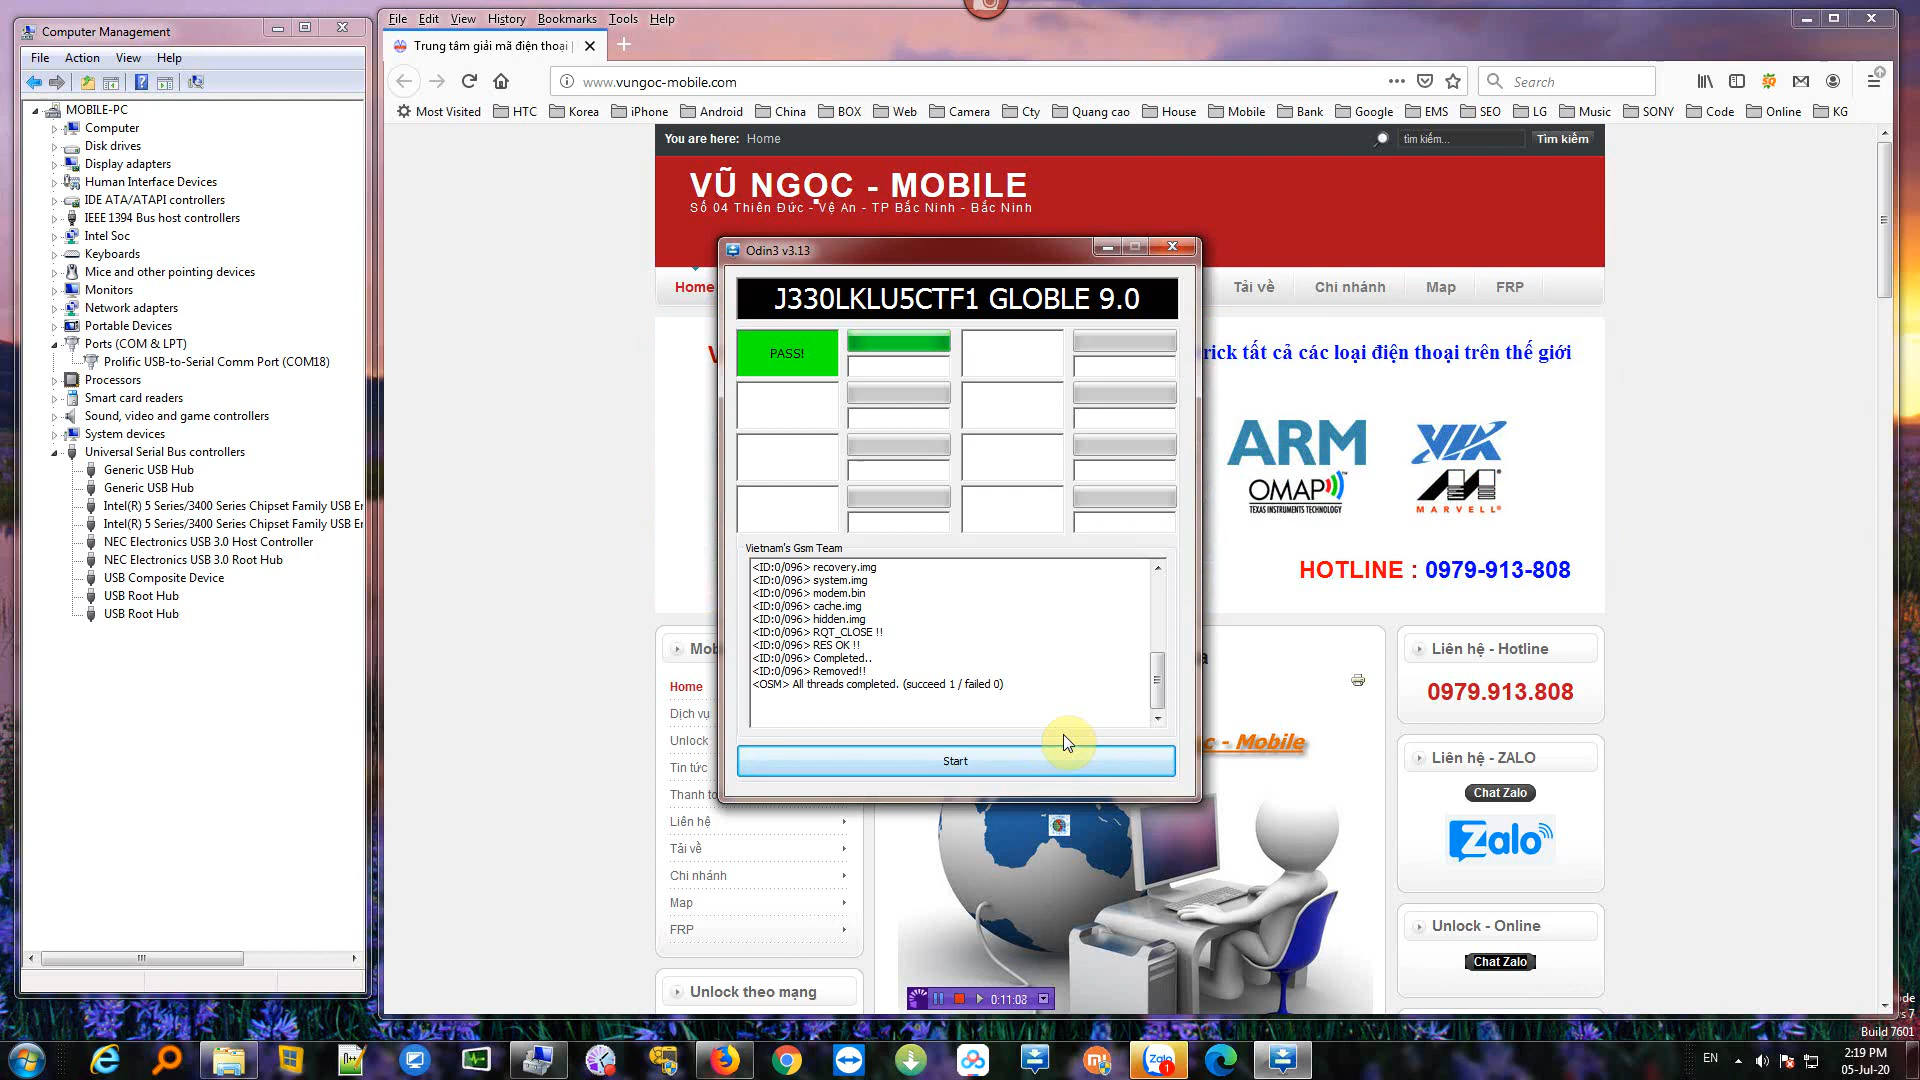 Computer Management
File Action View Help
MOBILE-PC
Computer
Disk drives
Display adapters
Human Interface Devices
IDE ATA/ATAPI controllers
IEEE 1394 Bus host controllers
Intel Soc
Keyboards
Mice and other pointing devices
Monitors
Network adapters
Portable Devices
Ports (COM & LPT)
Prolific USB-to-Serial Comm Port (COM18)
Processors
Smart card readers
Sound, video and game controllers
System devices
Universal Serial Bus controllers
Generic USB Hub
Generic USB Hub
Intel(R) 5 Series/3400 Series Chipset Family USB Er
Intel(R) 5 Series/3400 Series Chipset Family USB Er
NEC Electronics USB 3.0 Host Controller
NEC Electronics USB 3.0 Root Hub
USB Composite Device
USB Root Hub
USB Root Hub
File Edit View History Bookmarks Tools Help
Trung tâm giải mã điện thoại |
www.vungoc-mobile.com
Search
Most Visited HTC Korea iPhone Android China BOX Web Camera Cty Quang cao House Mobile Bank Google EMS SEO LG Music SONY Code Online KG
You are here: Home
tìm kiếm... Tìm kiếm
VŨ NGỌC - MOBILE
Số 04 Thiên Đức - Vệ An - TP Bắc Ninh - Bắc Ninh
Home Tải về Chi nhánh Map FRP
rick tất cả các loại điện thoại trên thế giới
ARM VIA
OMAP MARVELL
TEXAS INSTRUMENTS TECHNOLOGY
HOTLINE : 0979-913-808
Odin3 v3.13
J330LKLU5CTF1 GLOBLE 9.0
PASS!
Vietnam's Gsm Team
<ID:0/096> recovery.img
<ID:0/096> system.img
<ID:0/096> modem.bin
<ID:0/096> cache.img
<ID:0/096> hidden.img
<ID:0/096> RQT_CLOSE !!
<ID:0/096> RES OK !!
<ID:0/096> Completed..
<ID:0/096> Removed!!
<OSM> All threads completed. (succeed 1 / failed 0)
Start
Mob
Home
Dịch vụ
Unlock
Tin tức
Thanh to
Liên hệ
Tải về
Chi nhánh
Map
FRP
Unlock theo mạng
c - Mobile
Liên hệ - Hotline
0979.913.808
Liên hệ - ZALO
Chat Zalo
Zalo
Unlock - Online
Chat Zalo
0:11:08
ode
s 7
Build 7601
Zalo
1
EN
2:19 PM
05-Jul-20